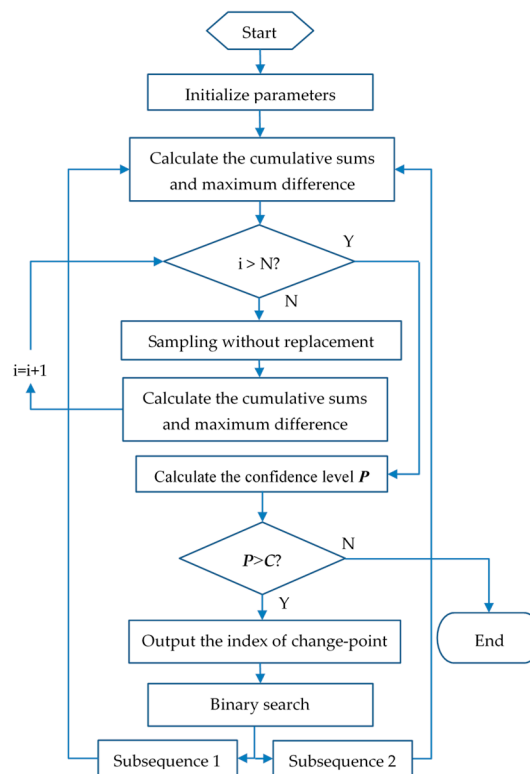 Start
Initialize parameters
Calculate the cumulative sums
and maximum difference
Y
i > N?
N
Sampling without replacement
i=i+1
Calculate the cumulative sums
and maximum difference
Calculate the confidence level P
P>C?
N
Y
Output the index of change-point
End
Binary search
Subsequence 1
Subsequence 2